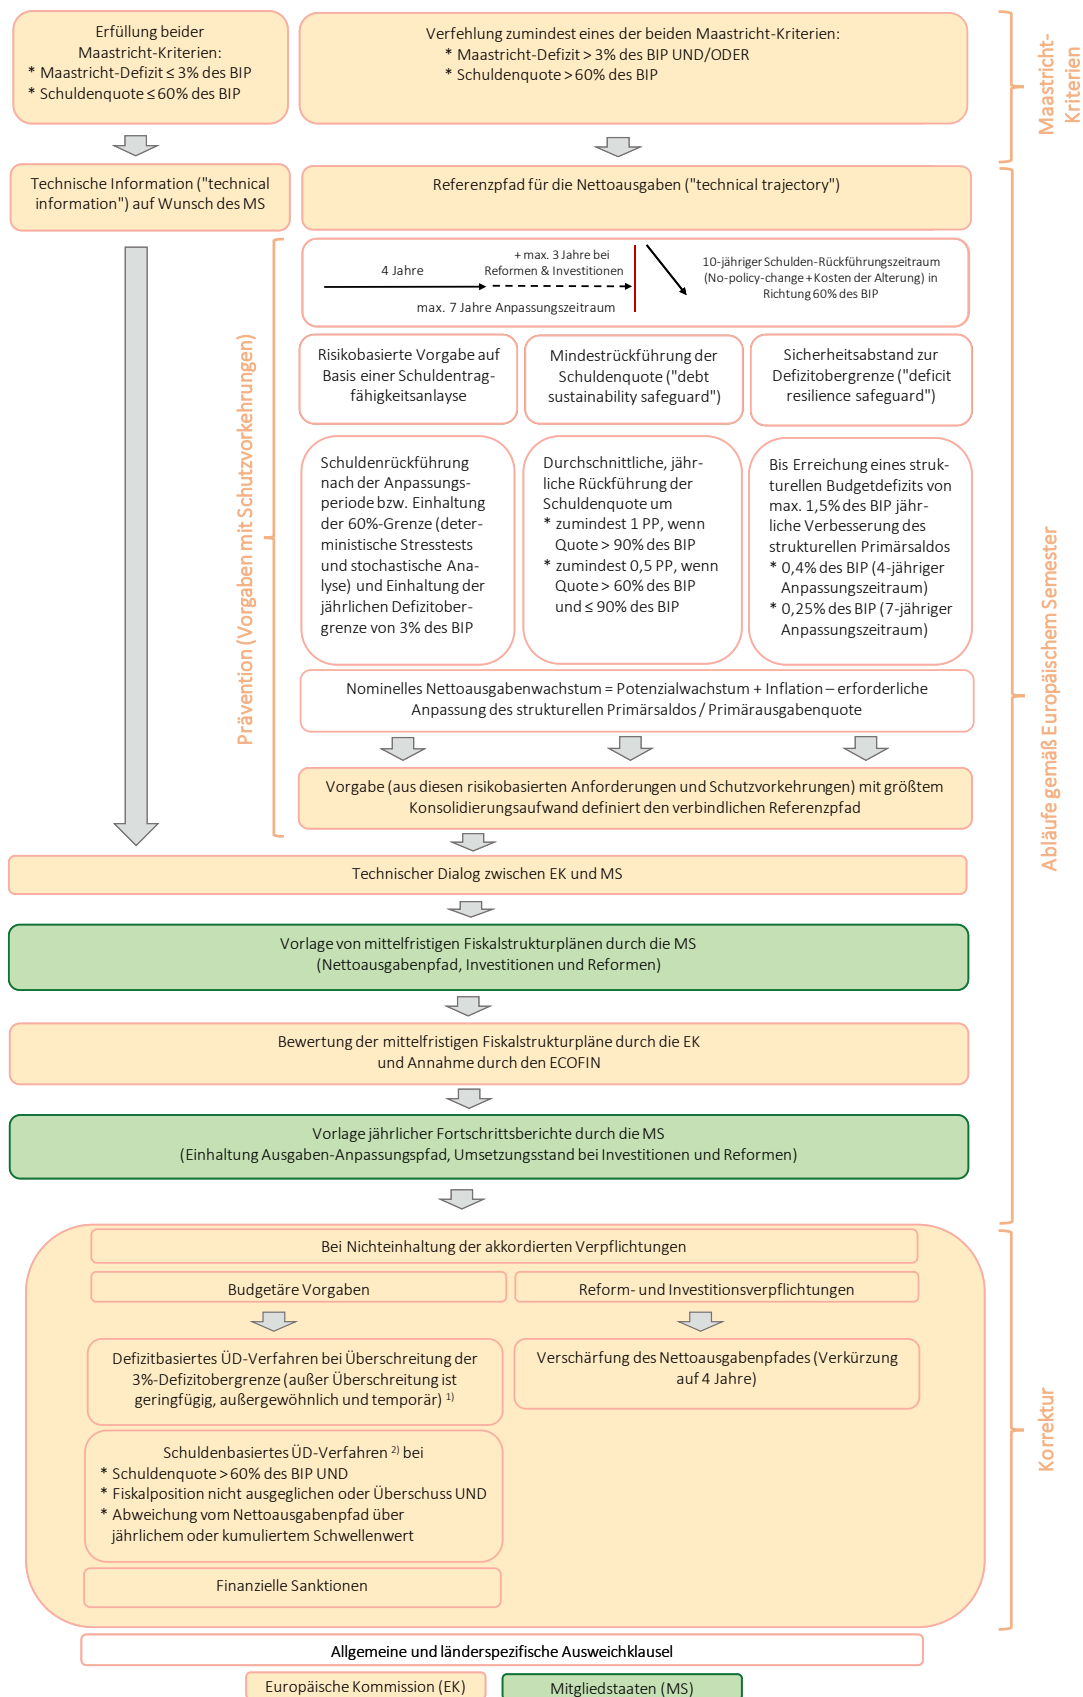 Erfüllung beider
Maastricht-Kriterien:
* Maastricht-Defizit ≤ 3% des BIP
* Schuldenquote ≤ 60% des BIP
Verfehlung zumindest eines der beiden Maastricht-Kriterien:
* Maastricht-Defizit > 3% des BIP UND/ODER
* Schuldenquote > 60% des BIP
Maastricht-
Kriterien
Technische Information ("technical
information") auf Wunsch des MS
Referenzpfad für die Nettoausgaben ("technical trajectory")
4 Jahre
+ max. 3 Jahre bei
Reformen & Investitionen
max. 7 Jahre Anpassungszeitraum
10-jähriger Schulden-Rückführungszeitraum
(No-policy-change + Kosten der Alterung) in
Richtung 60% des BIP
Prävention (Vorgaben mit Schutzvorkehrungen)
Risikobasierte Vorgabe auf
Basis einer Schuldentrag-
fähigkeitsanlayse
Mindestrückführung der
Schuldenquote ("debt
sustainability safeguard")
Sicherheitsabstand zur
Defizitobergrenze ("deficit
resilience safeguard")
Schuldenrückführung
nach der Anpassungs-
periode bzw. Einhaltung
der 60%-Grenze (deter-
ministische Stresstests
und stochastische Ana-
lyse) und Einhaltung der
jährlichen Defizitober-
grenze von 3% des BIP
Durchschnittliche, jähr-
liche Rückführung der
Schuldenquote um
* zumindest 1 PP, wenn
Quote > 90% des BIP
* zumindest 0,5 PP, wenn
Quote > 60% des BIP
und ≤ 90% des BIP
Bis Erreichung eines struk-
turellen Budgetdefizits von
max. 1,5% des BIP jähr-
liche Verbesserung des
strukturellen Primärsaldos
* 0,4% des BIP (4-jähriger
Anpassungszeitraum)
* 0,25% des BIP (7-jähriger
Anpassungszeitraum)
Nominelles Nettoausgabenwachstum = Potenzialwachstum + Inflation – erforderliche
Anpassung des strukturellen Primärsaldos / Primärausgabenquote
Vorgabe (aus diesen risikobasierten Anforderungen und Schutzvorkehrungen) mit größtem
Konsolidierungsaufwand definiert den verbindlichen Referenzpfad
Abläufe gemäß Europäischem Semester
Technischer Dialog zwischen EK und MS
Vorlage von mittelfristigen Fiskalstrukturplänen durch die MS
(Nettoausgabenpfad, Investitionen und Reformen)
Bewertung der mittelfristigen Fiskalstrukturpläne durch die EK
und Annahme durch den ECOFIN
Vorlage jährlicher Fortschrittsberichte durch die MS
(Einhaltung Ausgaben-Anpassungspfad, Umsetzungsstand bei Investitionen und Reformen)
Bei Nichteinhaltung der akkordierten Verpflichtungen
Budgetäre Vorgaben
Reform- und Investitionsverpflichtungen
Defizitbasiertes ÜD-Verfahren bei Überschreitung der
3%-Defizitobergrenze (außer Überschreitung ist
geringfügig, außergewöhnlich und temporär) 1)
Verschärfung des Nettoausgabenpfades (Verkürzung
auf 4 Jahre)
Schuldenbasiertes ÜD-Verfahren 2) bei
* Schuldenquote > 60% des BIP UND
* Fiskalposition nicht ausgeglichen oder Überschuss UND
* Abweichung vom Nettoausgabenpfad über
jährlichem oder kumuliertem Schwellenwert
Finanzielle Sanktionen
Korrektur
Allgemeine und länderspezifische Ausweichklausel
Europäische Kommission (EK)
Mitgliedstaaten (MS)